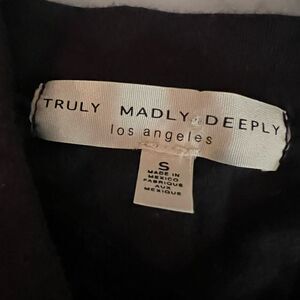 TRULY MADLY DEEPLY
los angeles
S
MADE IN
MEXICO
FABRIQUE
AUX
MEXIQUE